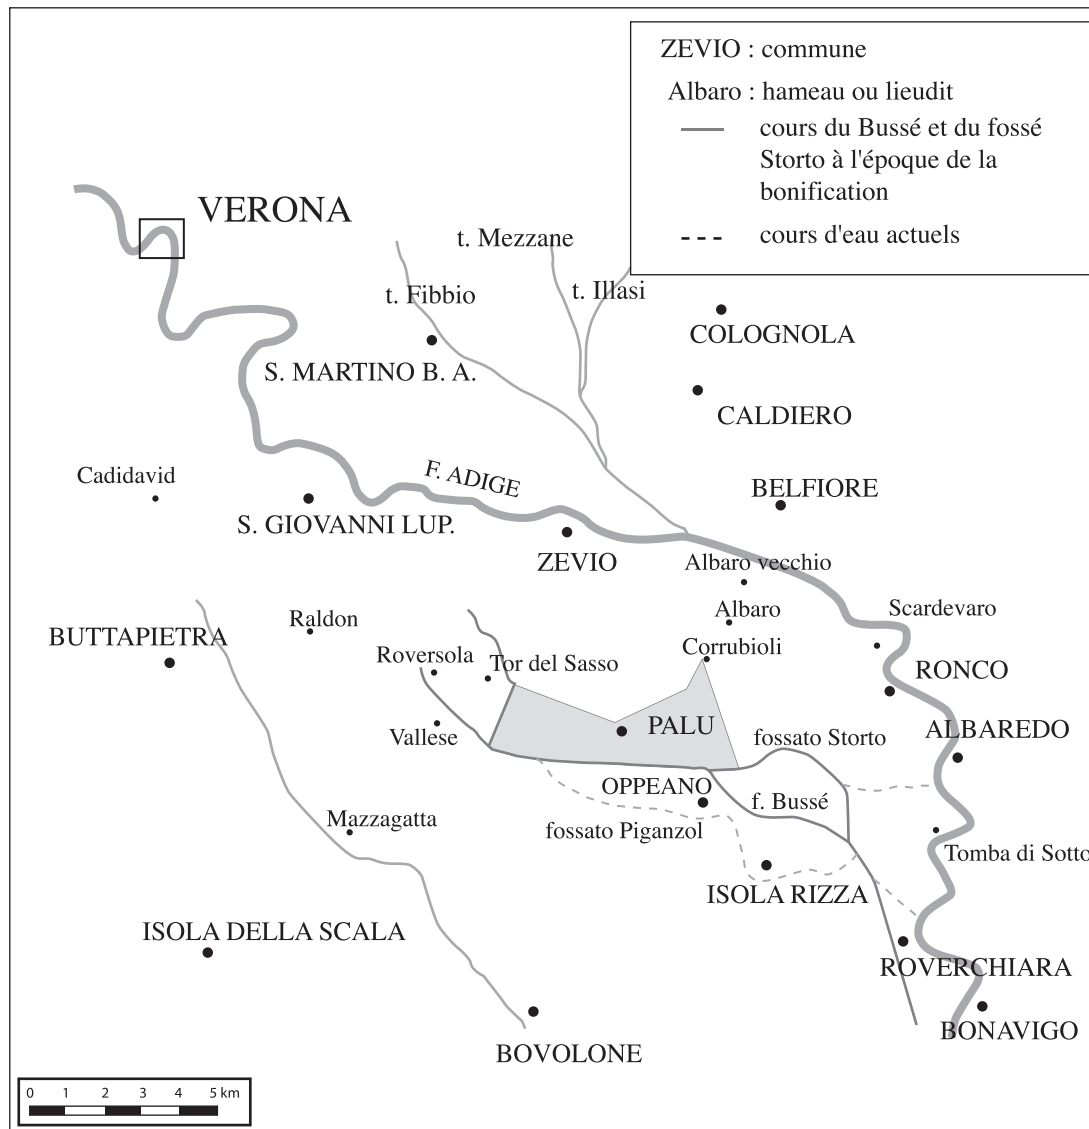 ZEVIO : commune
Albaro : hameau ou lieudit
cours du Bussé et du fossé
Storto à l'époque de la
bonification
cours d'eau actuels
VERONA
t. Mezzane
t. Fibbio
t. Illasi
COLOGNOLA
S. MARTINO B. A.
CALDIERO
Cadidavid
F. ADIGE
BELFIORE
S. GIOVANNI LUP.
ZEVIO
Albaro vecchio
Albaro
Scardevaro
Raldon
BUTTAPIETRA
Roversola
Tor del Sasso
Corrubioli
RONCO
Vallese
PALU
fossato Storto
ALBAREDO
OPPEANO
f. Bussé
Mazzagatta
fossato Piganzol
Tomba di Sotto
ISOLA RIZZA
ISOLA DELLA SCALA
ROVERCHIARA
BONAVIGO
BOVOLONE
0 1 2 3 4 5 km